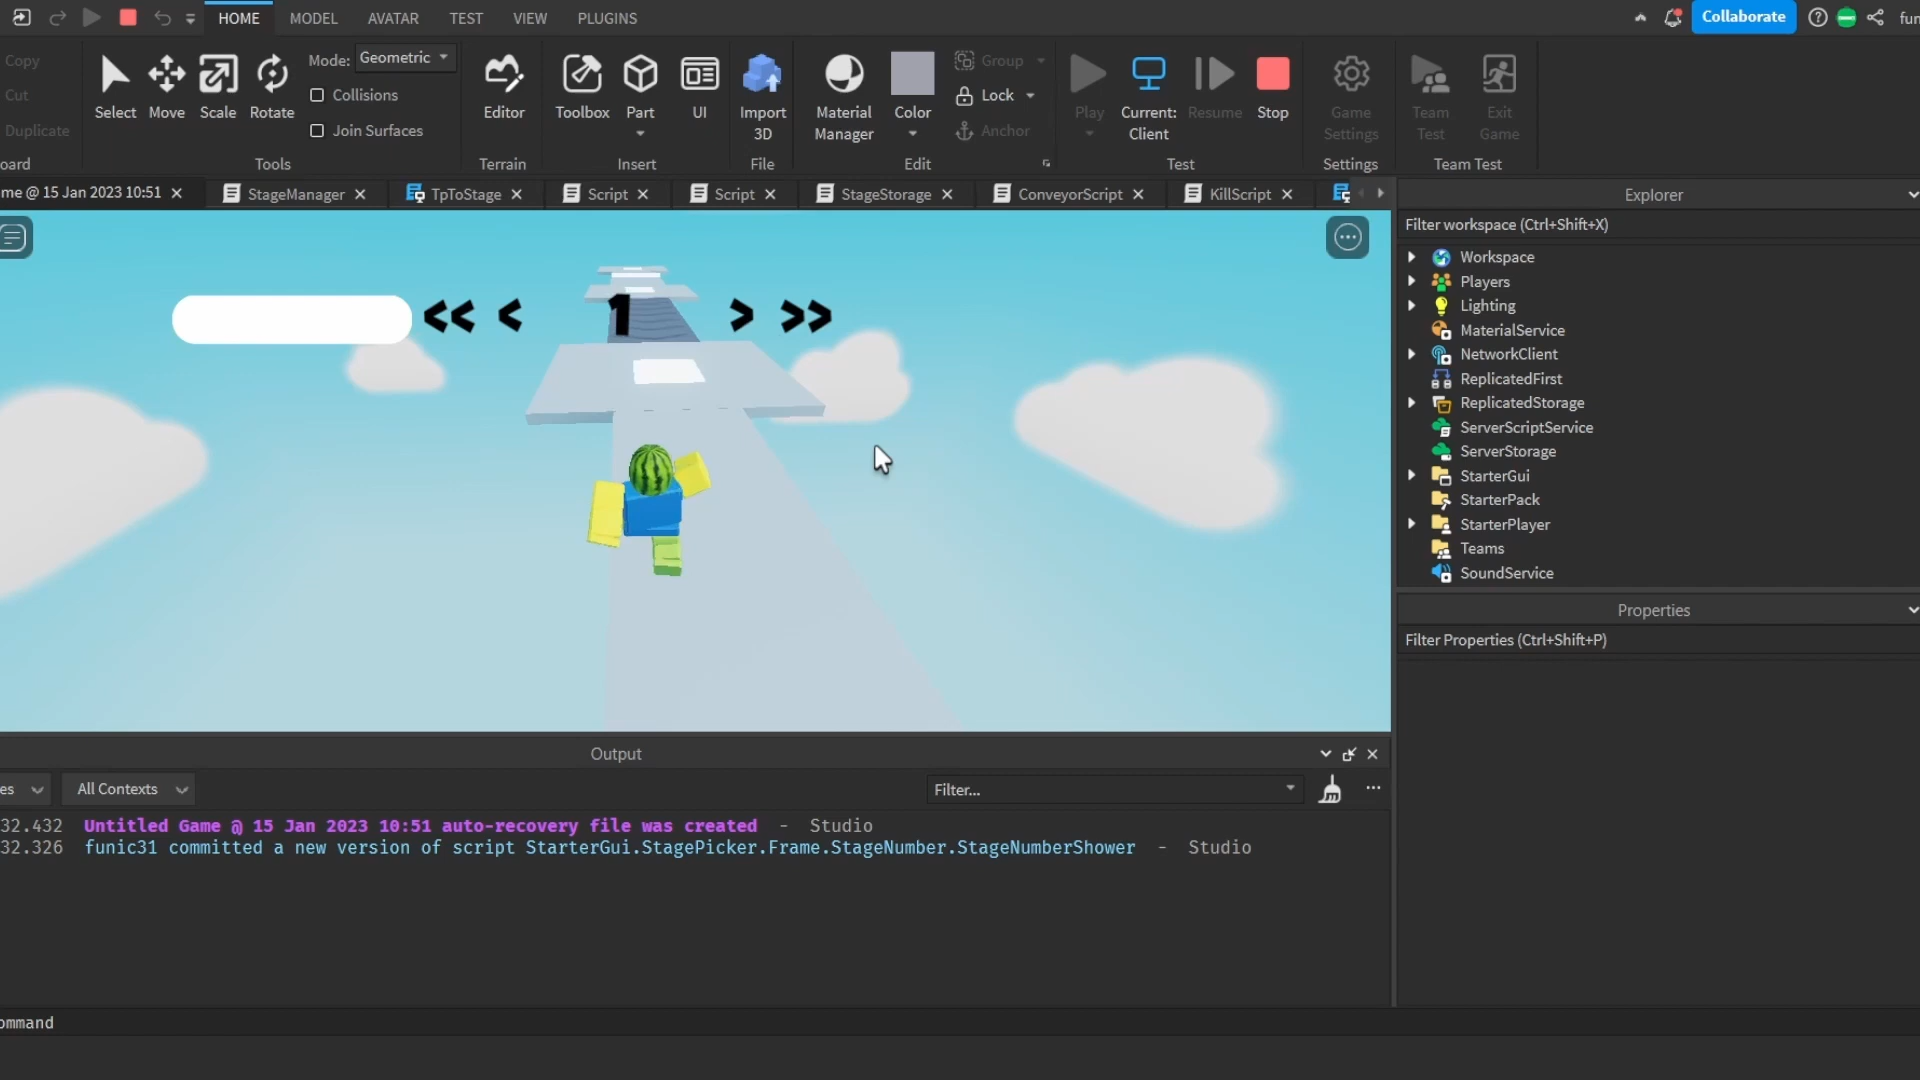 HOME MODEL AVATAR TEST VIEW PLUGINS Collaborate fun
Copy
Cut
Duplicate
oard
Select Move Scale Rotate
Mode: Geometric
Collisions
Join Surfaces
Tools
Editor
Terrain
Toolbox Part UI
Insert
Import 3D
File
Material Manager
Color
Group
Lock
Anchor
Edit
Play Current: Client Resume Stop
Test
Game Settings
Settings
Team Test Exit Game
Team Test
me @ 15 Jan 2023 10:51 StageManager TpToStage Script Script StageStorage ConveyorScript KillScript
<< < 1 > >>
Explorer
Filter workspace (Ctrl+Shift+X)
Workspace
Players
Lighting
MaterialService
NetworkClient
ReplicatedFirst
ReplicatedStorage
ServerScriptService
ServerStorage
StarterGui
StarterPack
StarterPlayer
Teams
SoundService
Properties
Filter Properties (Ctrl+Shift+P)
Output
es All Contexts Filter...
32.432 Untitled Game @ 15 Jan 2023 10:51 auto-recovery file was created - Studio
32.326 funic31 committed a new version of script StarterGui.StagePicker.Frame.StageNumber.StageNumberShower - Studio
ommand